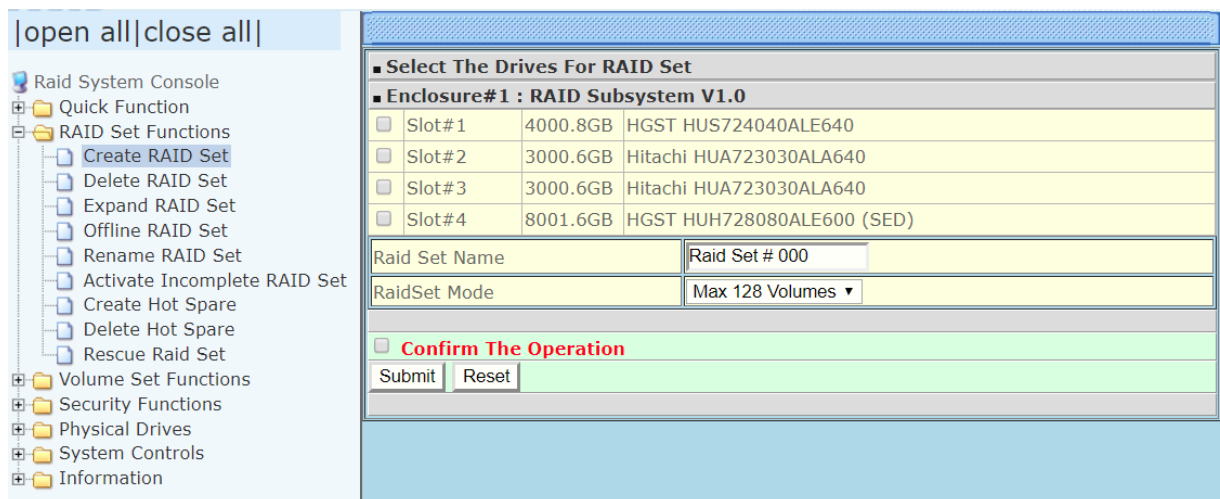 |open all|close all|
Raid System Console
Quick Function
RAID Set Functions
Create RAID Set
Delete RAID Set
Expand RAID Set
Offline RAID Set
Rename RAID Set
Activate Incomplete RAID Set
Create Hot Spare
Delete Hot Spare
Rescue Raid Set
Volume Set Functions
Security Functions
Physical Drives
System Controls
Information
Select The Drives For RAID Set
Enclosure#1 : RAID Subsystem V1.0
Slot#1 4000.8GB HGST HUS724040ALE640
Slot#2 3000.6GB Hitachi HUA723030ALA640
Slot#3 3000.6GB Hitachi HUA723030ALA640
Slot#4 8001.6GB HGST HUH728080ALE600 (SED)
Raid Set Name Raid Set # 000
RaidSet Mode Max 128 Volumes
Confirm The Operation
Submit Reset